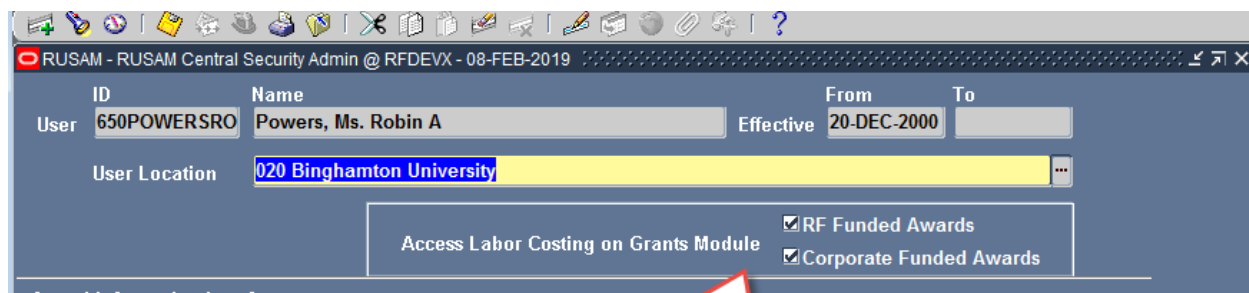 RUSAM - RUSAM Central Security Admin @ RFDEVX - 08-FEB-2019
ID Name From To
User 650POWERSRO Powers, Ms. Robin A Effective 20-DEC-2000
User Location 020 Binghamton University
RF Funded Awards
Access Labor Costing on Grants Module
Corporate Funded Awards